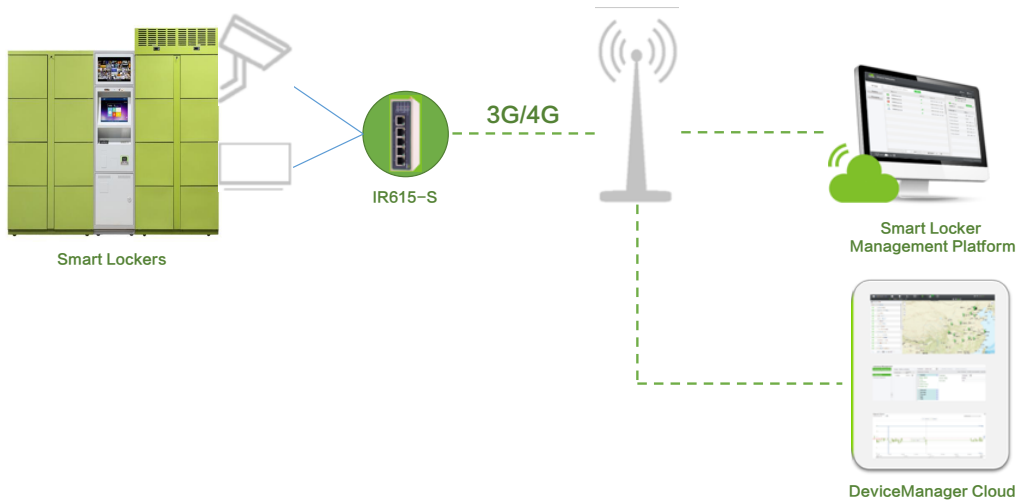 3G/4G
IR615-S
Smart Lockers
Smart Locker
Management Platform
DeviceManager Cloud